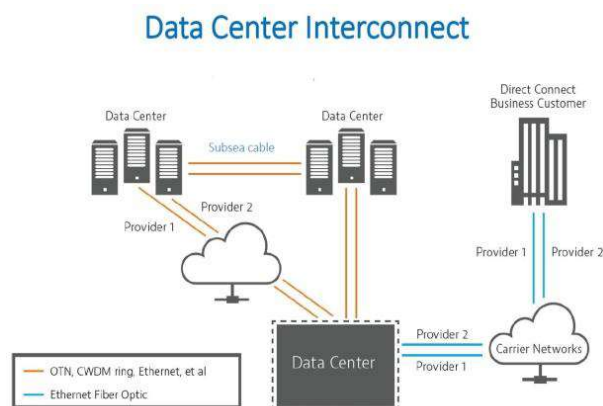 Data Center Interconnect
Direct Connect
Business Customer
Data Center
Data Center
Subsea cable
Provider 2
Provider 1
Provider 1
Provider 2
Data Center
Provider 2
Provider 1
Carrier Networks
OTN, CWDM ring, Ethernet, et al
Ethernet Fiber Optic